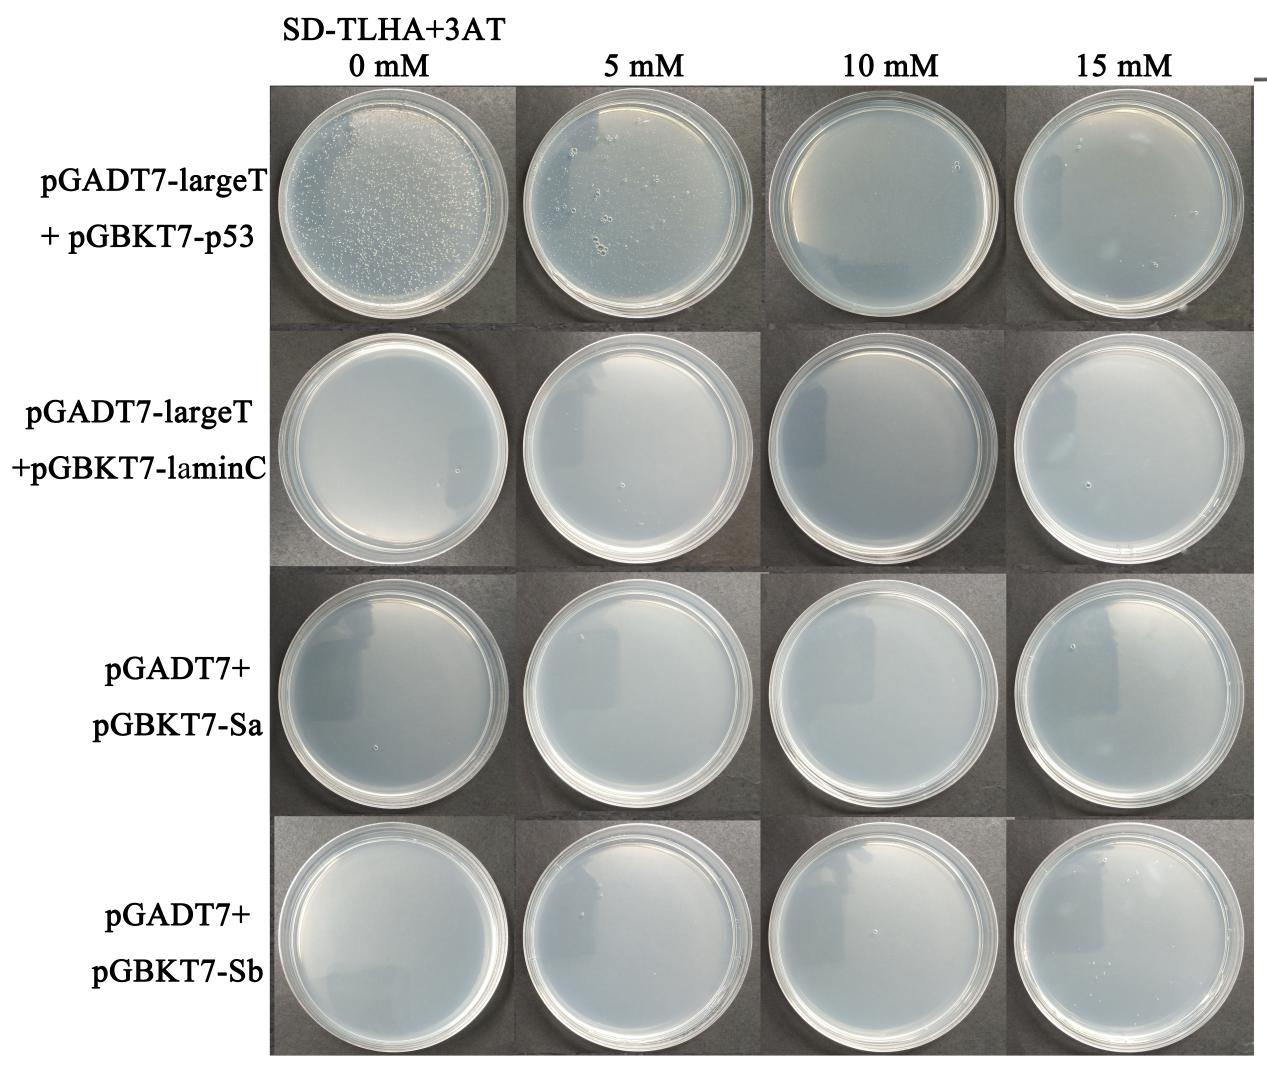 SD-TLHA+3AT
0 mM 5 mM 10 mM 15 mM
pGADT7-largeT
+ pGBKT7-p53
pGADT7-largeT
+pGBKT7-laminC
pGADT7+
pGBKT7-Sa
pGADT7+
pGBKT7-Sb